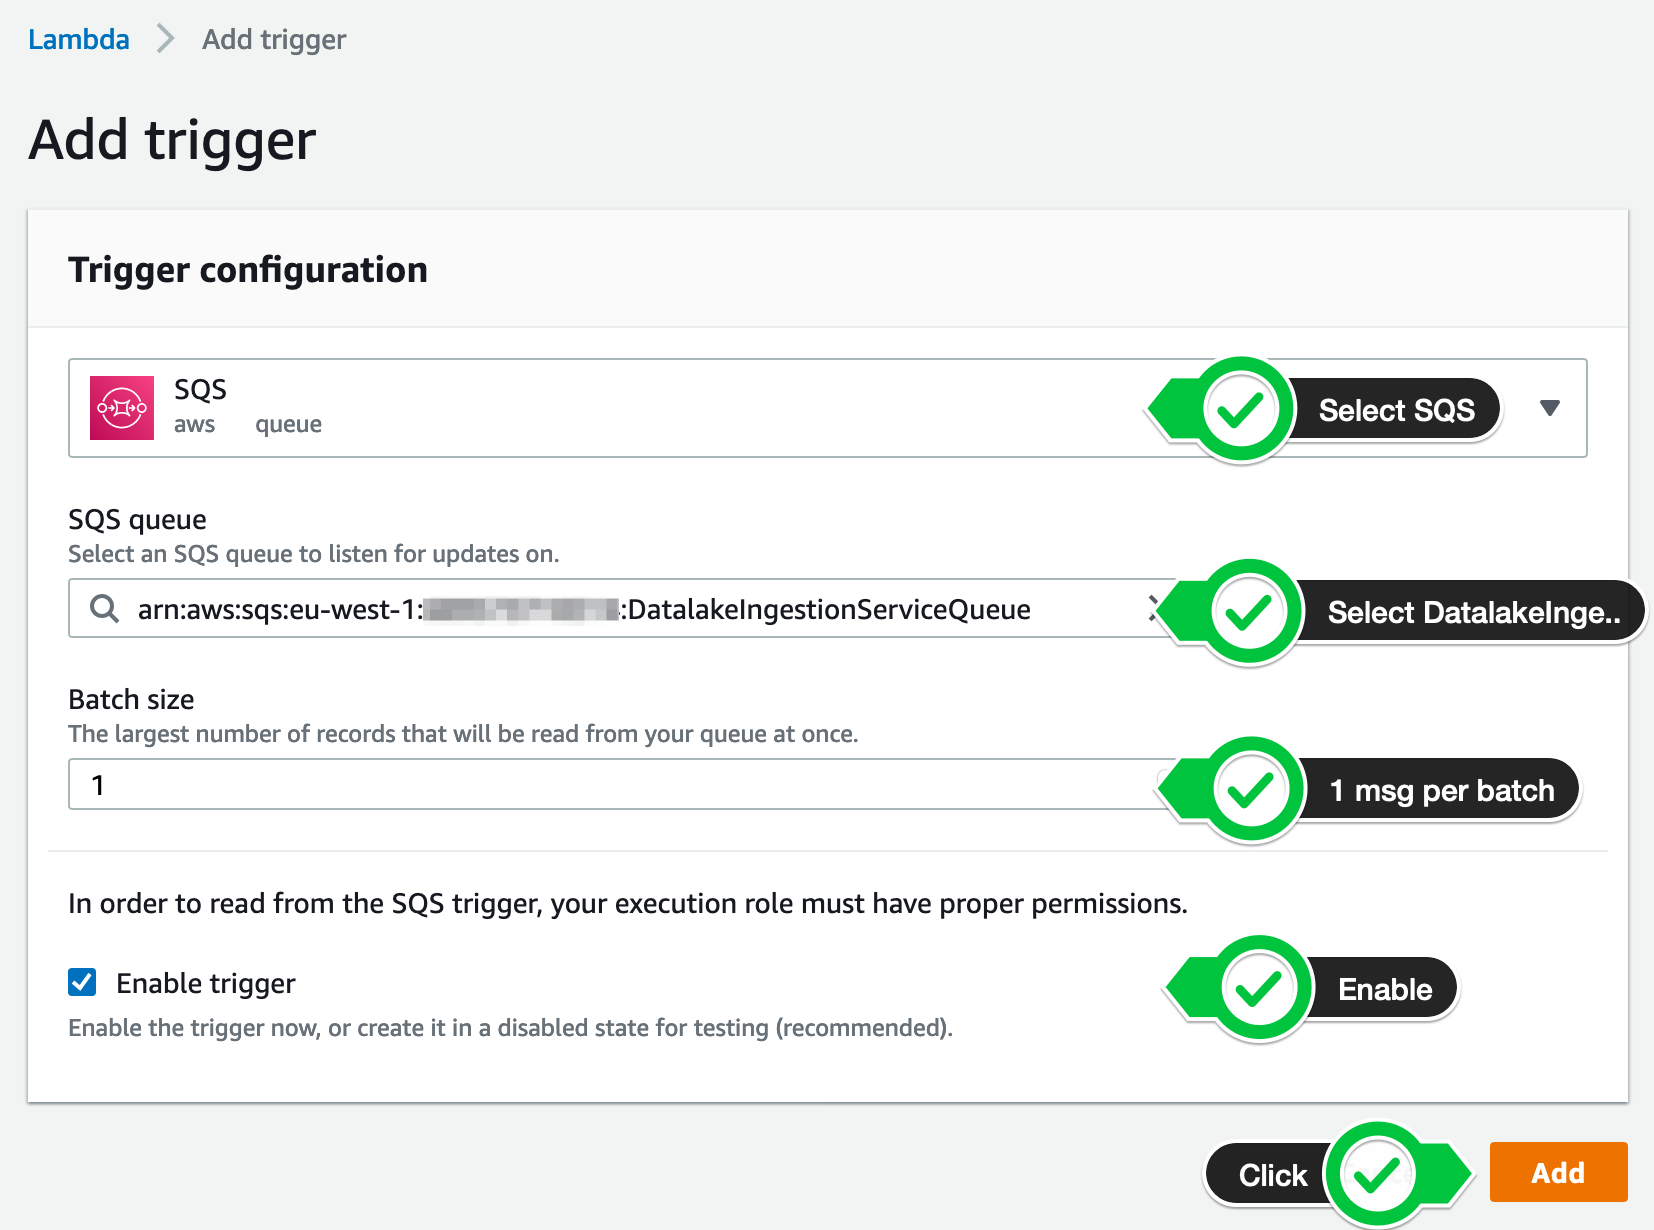 Lambda > Add trigger
Add trigger
Trigger configuration
SQS
aws queue
Select SQS
SQS queue
Select an SQS queue to listen for updates on.
arn:aws:sqs:eu-west-1: :DatalakeIngestionServiceQueue
Select DatalakeInge..
Batch size
The largest number of records that will be read from your queue at once.
1
1 msg per batch
In order to read from the SQS trigger, your execution role must have proper permissions.
Enable trigger
Enable
Enable the trigger now, or create it in a disabled state for testing (recommended).
Click
Add